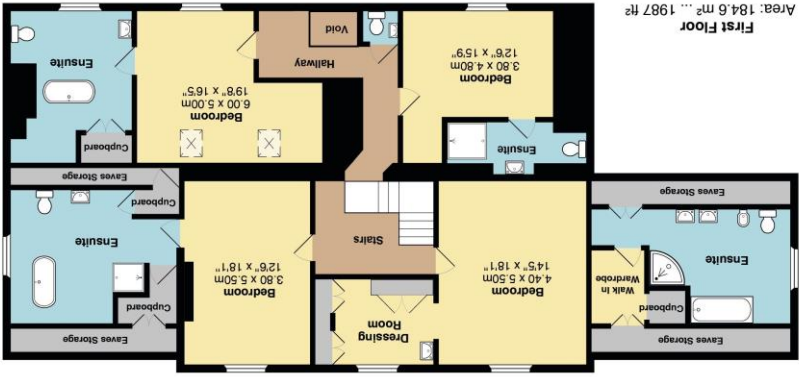 Eaves Storage
Eaves Storage
Dressing
Room
Cupboard
Cupboard
Walk In
Wardrobe
Bedroom
4.40 x 5.50m
14'5" x 18'1"
Bedroom
3.80 x 5.50m
12'6" x 18'1"
Ensuite
Stairs
Ensuite
Eaves Storage
Cupboard
Eaves Storage
Ensuite
Cupboard
Bedroom
6.00 x 5.00m
19'8" x 16'5"
Bedroom
3.80 x 4.80m
12'6" x 15'9"
Hallway
Ensuite
Void
First Floor
Area: 184.6 m² ... 1987 ft²